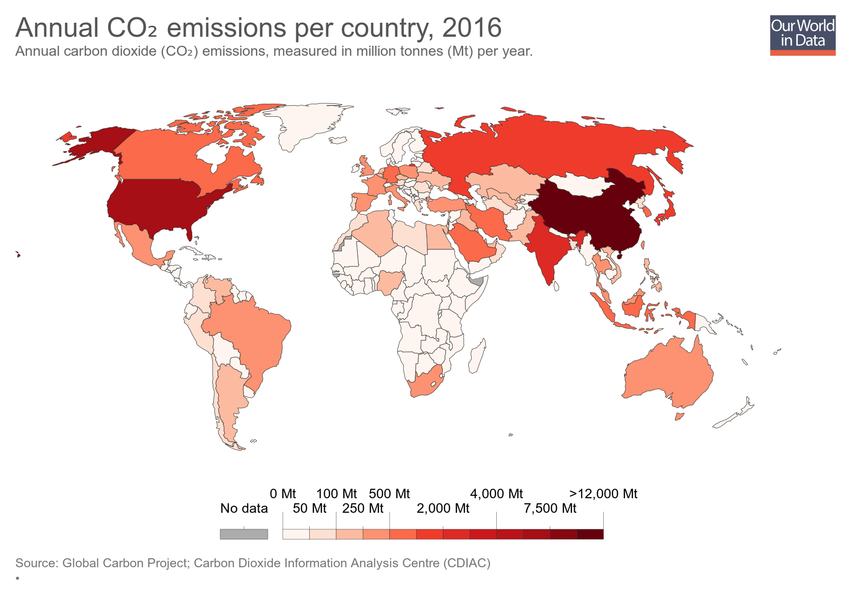 Annual CO₂ emissions per country, 2016
Annual carbon dioxide (CO₂) emissions, measured in million tonnes (Mt) per year.
Our World
in Data
0 Mt 100 Mt 500 Mt 4,000 Mt >12,000 Mt
No data 50 Mt 250 Mt 2,000 Mt 7,500 Mt
Source: Global Carbon Project; Carbon Dioxide Information Analysis Centre (CDIAC)
•